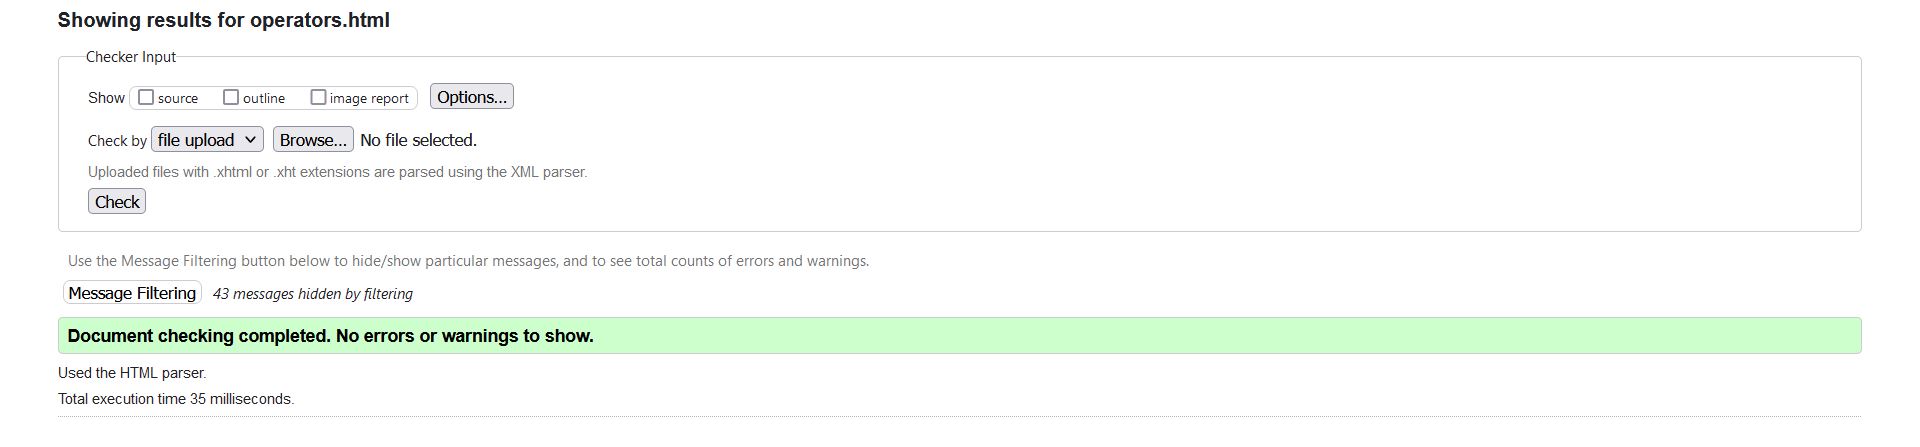 Showing results for operators.html
Checker Input
Show source outline image report Options...
Check by file upload Browse... No file selected.
Uploaded files with .xhtml or .xht extensions are parsed using the XML parser.
Check
Use the Message Filtering button below to hide/show particular messages, and to see total counts of errors and warnings.
Message Filtering 43 messages hidden by filtering
Document checking completed. No errors or warnings to show.
Used the HTML parser.
Total execution time 35 milliseconds.